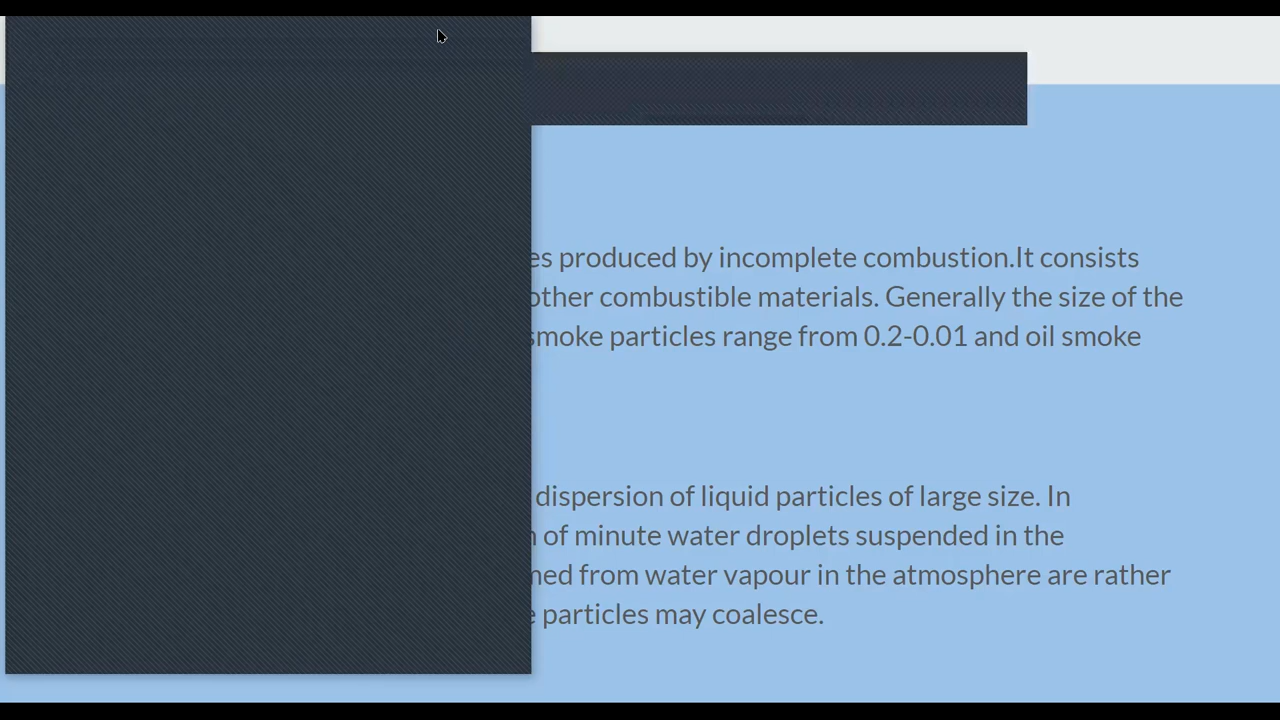 produced by incomplete combustion.It consists
other combustible materials. Generally the size of the
smoke particles range from 0.2-0.01 and oil smoke
dispersion of liquid particles of large size. In
of minute water droplets suspended in the
from water vapour in the atmosphere are rather
particles may coalesce.